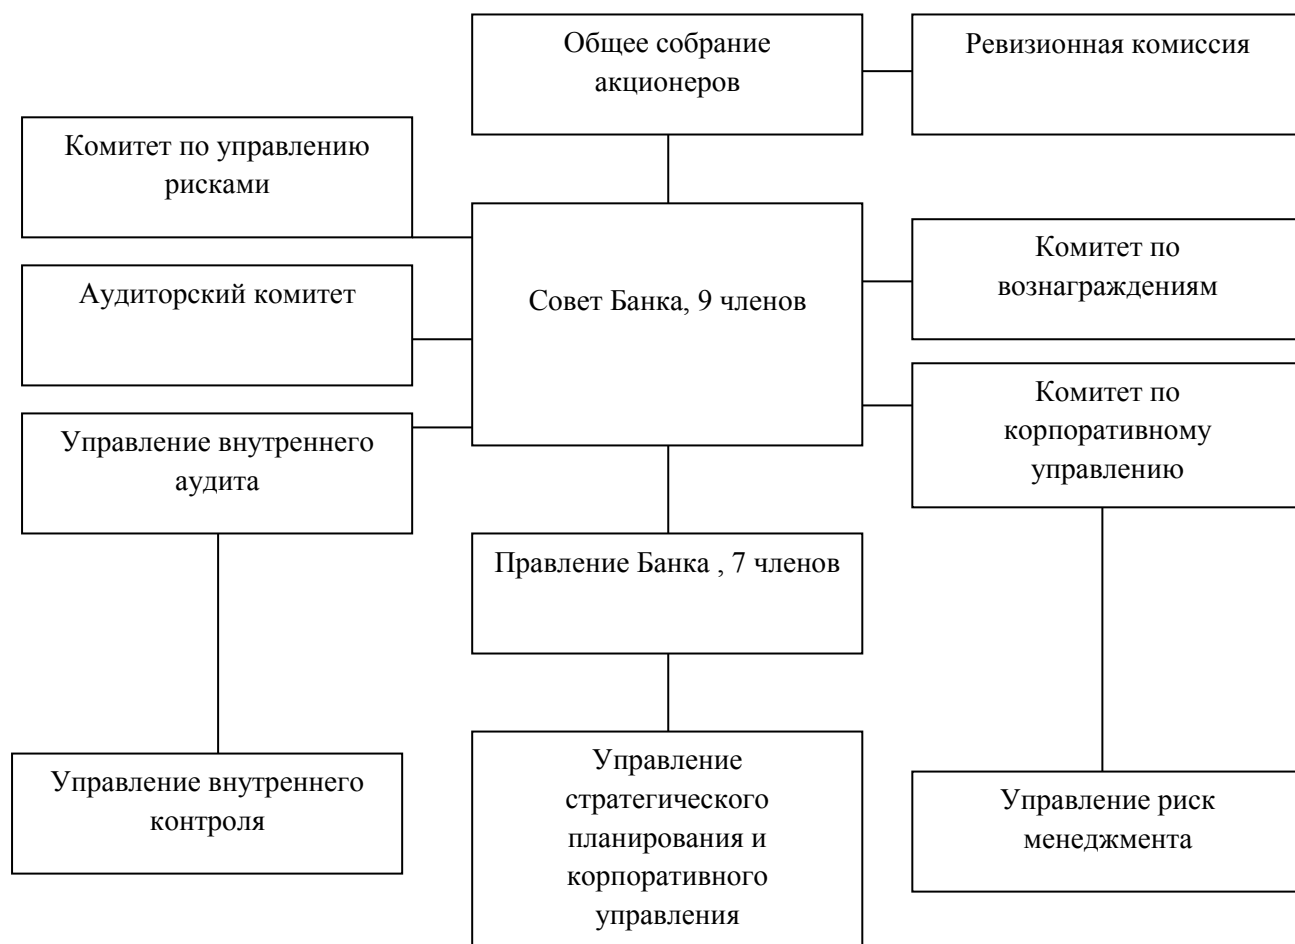 Общее собрание
акционеров
Ревизионная комиссия
Комитет по управлению
рисками
Совет Банка, 9 членов
Комитет по
вознаграждениям
Аудиторский комитет
Комитет по
корпоративному
управлению
Управление внутреннего
аудита
Правление Банка , 7 членов
Управление внутреннего
контроля
Управление
стратегического
планирования и
корпоративного
управления
Управление риск
менеджмента